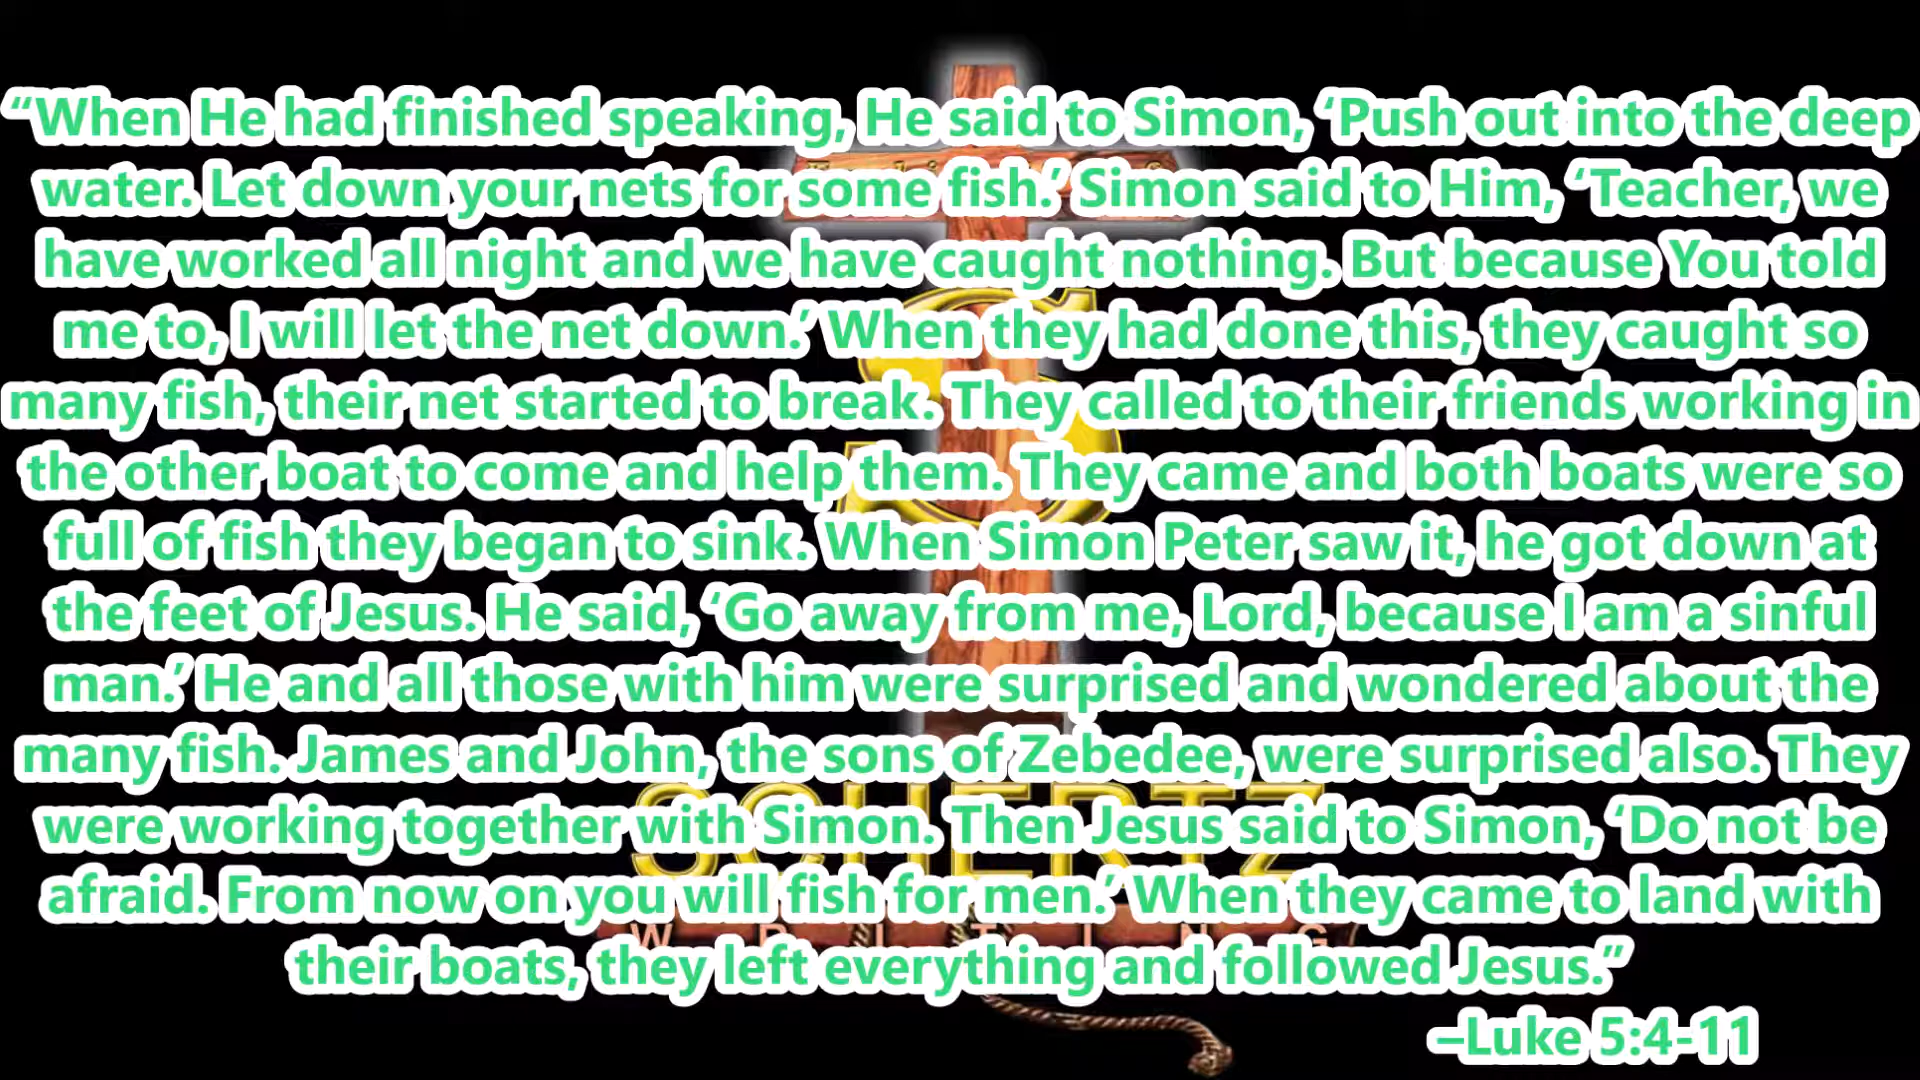 “When He had finished speaking, He said to Simon, ‘Push out into the deep
water. Let down your nets for some fish.’ Simon said to Him, ‘Teacher, we
have worked all night and we have caught nothing. But because You told
me to, I will let the net down.’ When they had done this, they caught so
many fish, their net started to break. They called to their friends working in
the other boat to come and help them. They came and both boats were so
full of fish they began to sink. When Simon Peter saw it, he got down at
the feet of Jesus. He said, ‘Go away from me, Lord, because I am a sinful
man.’ He and all those with him were surprised and wondered about the
many fish. James and John, the sons of Zebedee, were surprised also. They
SCHERTZ
were working together with Simon. Then Jesus said to Simon, ‘Do not be
afraid. From now on you will fish for men.’ When they came to land with
WRITING
their boats, they left everything and followed Jesus.”
–Luke 5:4-11